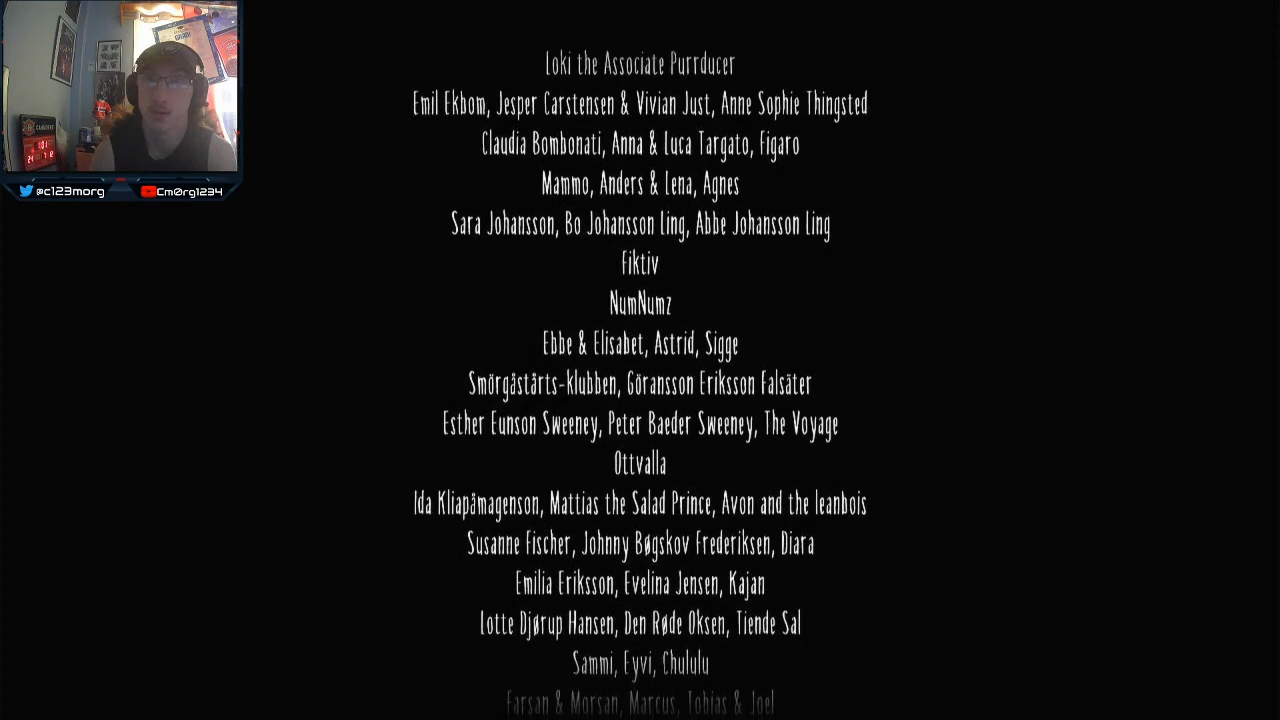 Loki the Associate Purrducer
Emil Ekbom, Jesper Carstensen & Vivian Just, Anne Sophie Thingsted
Claudia Bombonati, Anna & Luca Targato, Figaro
Mammo, Anders & Lena, Agnes
Sara Johansson, Bo Johansson Ling, Abbe Johansson Ling
Fiktiv
NumNumz
Ebbe & Elisabet, Astrid, Sigge
Smörgåstårts-klubben, Göransson Eriksson Falsäter
Esther Eunson Sweeney, Peter Baeder Sweeney, The Voyage
Ottvalla
Ida Kliapåmagenson, Mattias the Salad Prince, Avon and the leanbois
Susanne Fischer, Johnny Bøgskov Frederiksen, Diara
Emilia Eriksson, Evelina Jensen, Kajan
Lotte Djørup Hansen, Den Røde Oksen, Tiende Sal
Sammi, Eyvi, Chululu
Farsan & Morsan, Marcus, Tobias & Joel
@c123morg
Cm0rg1234